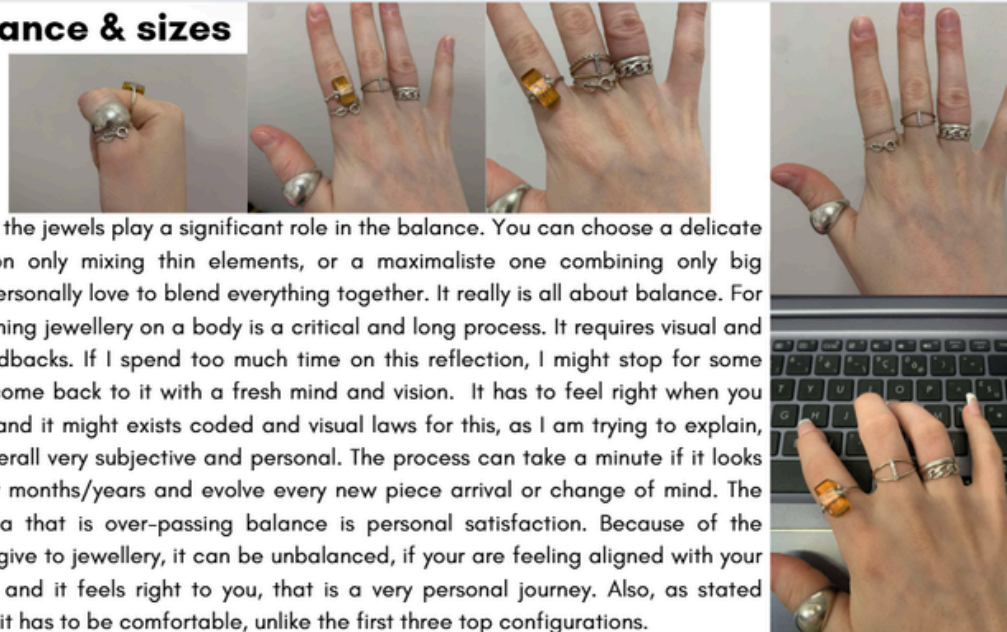 ance & sizes
the jewels play a significant role in the balance. You can choose a delicate
on only mixing thin elements, or a maximaliste one combining only big
ersonally love to blend everything together. It really is all about balance. For
ning jewellery on a body is a critical and long process. It requires visual and
dbacks. If I spend too much time on this reflection, I might stop for some
ome back to it with a fresh mind and vision. It has to feel right when you
and it might exists coded and visual laws for this, as I am trying to explain,
erall very subjective and personal. The process can take a minute if it looks
months/years and evolve every new piece arrival or change of mind. The
a that is over-passing balance is personal satisfaction. Because of the
give to jewellery, it can be unbalanced, if your are feeling aligned with your
and it feels right to you, that is a very personal journey. Also, as stated
it has to be comfortable, unlike the first three top configurations.
T Y U I O P
G H J M